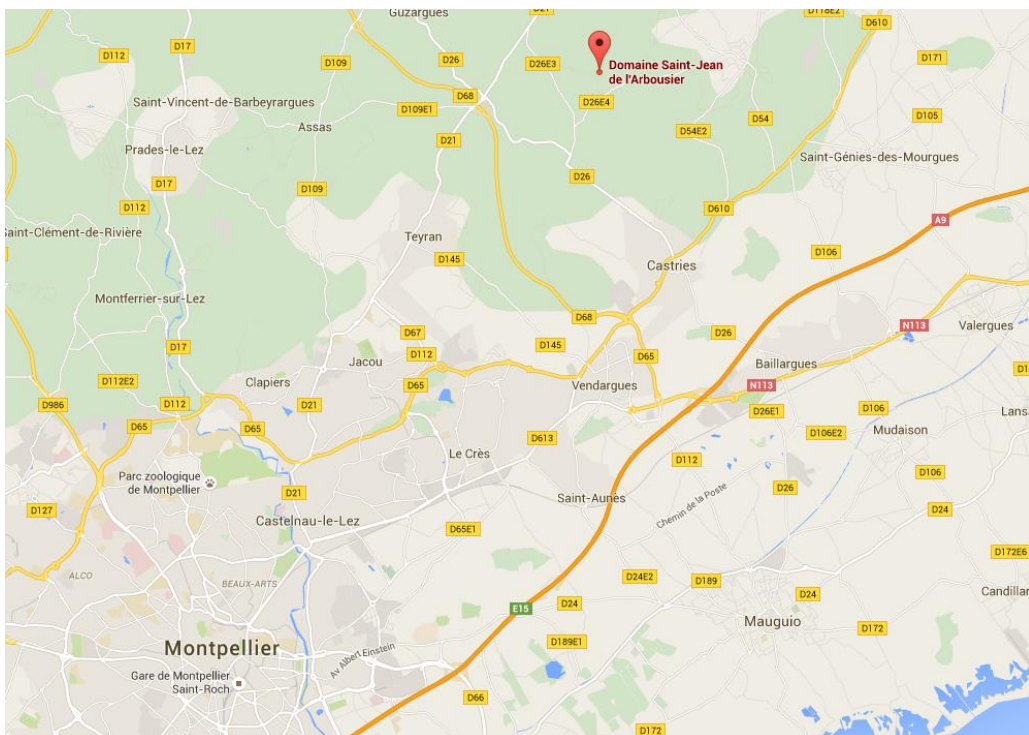 Guzargues
D21
D118E2
D610
D17
D112
D109
D26
D26E3
Domaine Saint-Jean
de l'Arbousier
D171
D68
D26E4
Saint-Vincent-de-Barbeyrargues
D109E1
D105
Assas
D54E2
D54
D21
Prades-le-Lez
Saint-Génies-des-Mourgues
D17
D109
D26
D112
D610
A9
Saint-Clément-de-Rivière
Teyran
D106
D145
Castries
Montferrier-sur-Lez
D68
N113
Valergues
D67
D26
D17
D145
D112
D65
Jacou
Baillargues
D112E2
Clapiers
D65
Vendargues
N113
D986
D112
D21
D26E1
D106
D65
D65
D613
D106E2
Mudaison
Le Crès
D112
Parc zoologique
de Montpellier
D106
D21
Saint-Aunès
D26
Chemin de la Poste
D127
Castelnau-le-Lez
D65E1
D24
D172E6
ALCO
BEAUX-ARTS
D24E2
D189
Candillar
E15
D24
D24
Mauguio
D172
Montpellier
D189E1
Av Albert Einstein
Gare de Montpellier
Saint-Roch
D66
D172